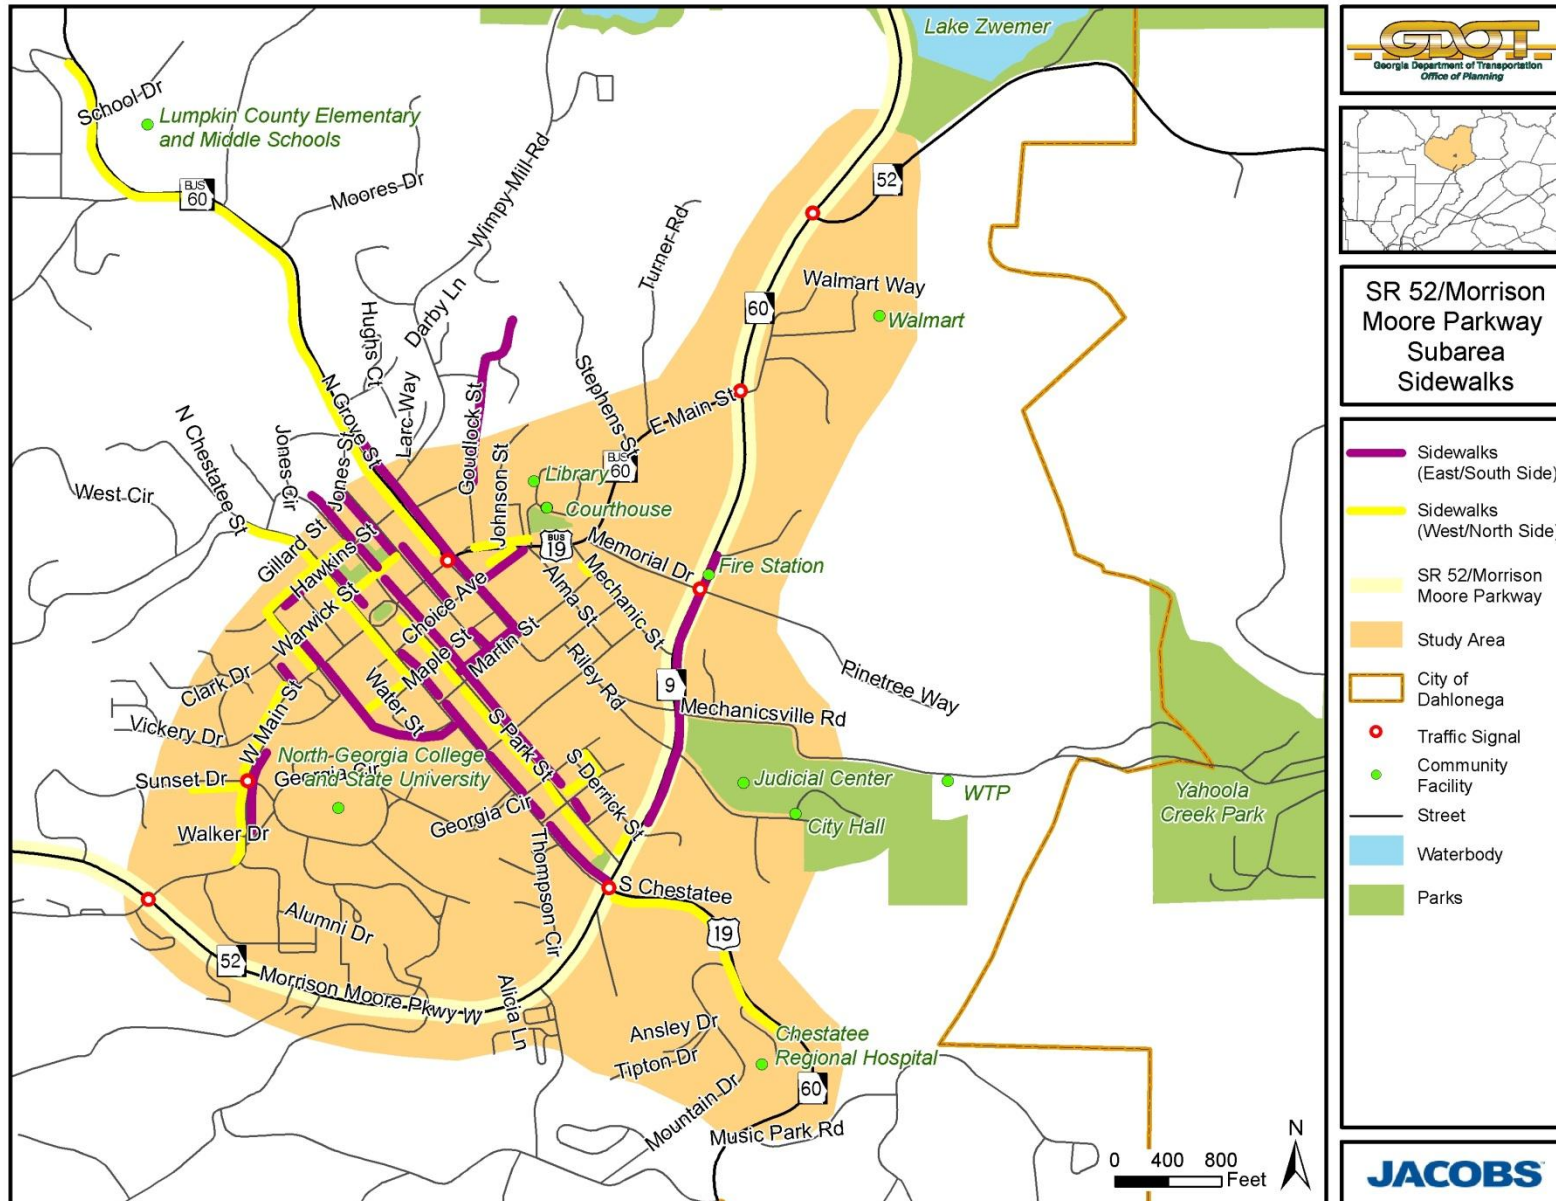 Lake Zwemer
School Dr
Lumpkin County Elementary
and Middle Schools
BUS
60
Moores Dr
Wimpy Mill Rd
52
Turner Rd
Walmart Way
60
Walmart
Darby Ln
Hughs Ct
Larc Way
N Grove St
Goudlock St
Stephens St
E Main St
N Chestatee St
Jones Cir
Jones S
West Cir
Library
BUS
60
Johnson St
Courthouse
BUS
19
Gillard St
Hawkins St
Memorial Dr
Fire Station
Choice Ave
Alma St
Mechanic St
Warwick St
Maple St
Martin St
Clark Dr
Riley Rd
9
Pinetree Way
Water St
Mechanicsville Rd
Vickery Dr
W Main St
S Park St
North Georgia College
and State University
Georgia Cir
S Derrick St
Sunset Dr
Judicial Center
WTP
Yahoola
Creek Park
City Hall
Georgia Cir
Walker Dr
Thompson Cir
S Chestatee
19
Alumni Dr
52
Morrison Moore Pkwy W
Alicia Ln
Ansley Dr
Tipton Dr
Chestatee
Regional Hospital
Mountain Dr
60
Music Park Rd
N
0 400 800
Feet
GDOT
Georgia Department of Transportation
Office of Planning
SR 52/Morrison
Moore Parkway
Subarea
Sidewalks
Sidewalks
(East/South Side)
Sidewalks
(West/North Side)
SR 52/Morrison
Moore Parkway
Study Area
City of
Dahlonega
Traffic Signal
Community
Facility
Street
Waterbody
Parks
JACOBS